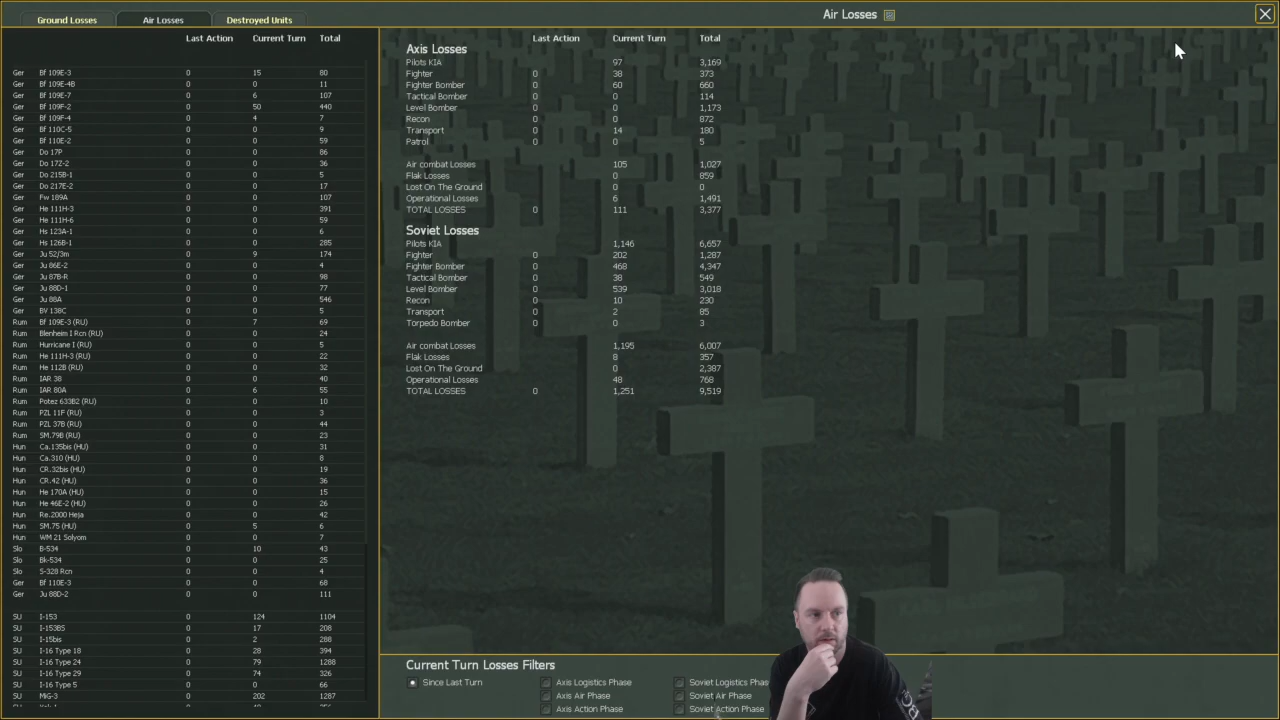 Ground Losses Air Losses Destroyed Units Air Losses
Last Action Current Turn Total
Ger Bf 109E-3 0 15 80
Ger Bf 109E-4B 0 0 11
Ger Bf 109E-7 0 6 107
Ger Bf 109F-2 0 50 440
Ger Bf 109F-4 0 4 7
Ger Bf 110C-5 0 0 9
Ger Bf 110E-2 0 0 59
Ger Do 17P 0 0 86
Ger Do 17Z-2 0 0 36
Ger Do 215B-1 0 0 5
Ger Do 217E-2 0 0 17
Ger Fw 189A 0 0 107
Ger He 111H-3 0 0 391
Ger He 111H-6 0 0 59
Ger Hs 123A-1 0 0 6
Ger Hs 126B-1 0 0 285
Ger Ju 52/3m 0 9 174
Ger Ju 86E-2 0 0 4
Ger Ju 87B-R 0 0 98
Ger Ju 88D-1 0 0 77
Ger Ju 88A 0 0 546
Ger BV 138C 0 0 5
Rum Bf 109E-3 (RU) 0 7 69
Rum Blenheim I Rcn (RU) 0 0 24
Rum Hurricane I (RU) 0 0 5
Rum He 111H-3 (RU) 0 0 22
Rum He 112B (RU) 0 0 32
Rum IAR 38 0 0 40
Rum IAR 80A 0 6 55
Rum Potez 633B2 (RU) 0 0 10
Rum PZL 11F (RU) 0 0 3
Rum PZL 37B (RU) 0 0 44
Rum SM.79B (RU) 0 0 23
Hun Ca.135bis (HU) 0 0 31
Hun Ca.310 (HU) 0 0 8
Hun CR.32bis (HU) 0 0 19
Hun CR.42 (HU) 0 0 36
Hun He 170A (HU) 0 0 15
Hun He 46E-2 (HU) 0 0 26
Hun Re.2000 Heja 0 0 42
Hun SM.75 (HU) 0 5 6
Hun WM 21 Solyom 0 0 7
Slo B-534 0 10 43
Slo Bk-534 0 0 25
Slo S-328 Rcn 0 0 4
Ger Bf 110E-3 0 0 68
Ger Ju 88D-2 0 0 111
SU I-153 0 124 1104
SU I-153BS 0 17 208
SU I-15bis 0 2 288
SU I-16 Type 18 0 28 394
SU I-16 Type 24 0 79 1288
SU I-16 Type 29 0 74 326
SU I-16 Type 5 0 0 66
SU MiG-3 0 202 1287
Last Action Current Turn Total
Axis Losses
Pilots KIA 97 3,169
Fighter 0 38 373
Fighter Bomber 0 60 660
Tactical Bomber 0 0 114
Level Bomber 0 0 1,173
Recon 0 0 872
Transport 0 14 180
Patrol 0 0 5
Air combat Losses 105 1,027
Flak Losses 0 859
Lost On The Ground 0 0
Operational Losses 6 1,491
TOTAL LOSSES 0 111 3,377
Soviet Losses
Pilots KIA 1,146 6,657
Fighter 0 202 1,287
Fighter Bomber 0 468 4,347
Tactical Bomber 0 38 549
Level Bomber 0 539 3,018
Recon 0 10 230
Transport 0 2 85
Torpedo Bomber 0 0 3
Air combat Losses 1,195 6,007
Flak Losses 8 357
Lost On The Ground 0 2,387
Operational Losses 48 768
TOTAL LOSSES 0 1,251 9,519
Current Turn Losses Filters
Since Last Turn Axis Logistics Phase Soviet Logistics Phase
Axis Air Phase Soviet Air Phase
Axis Action Phase Soviet Action Phase